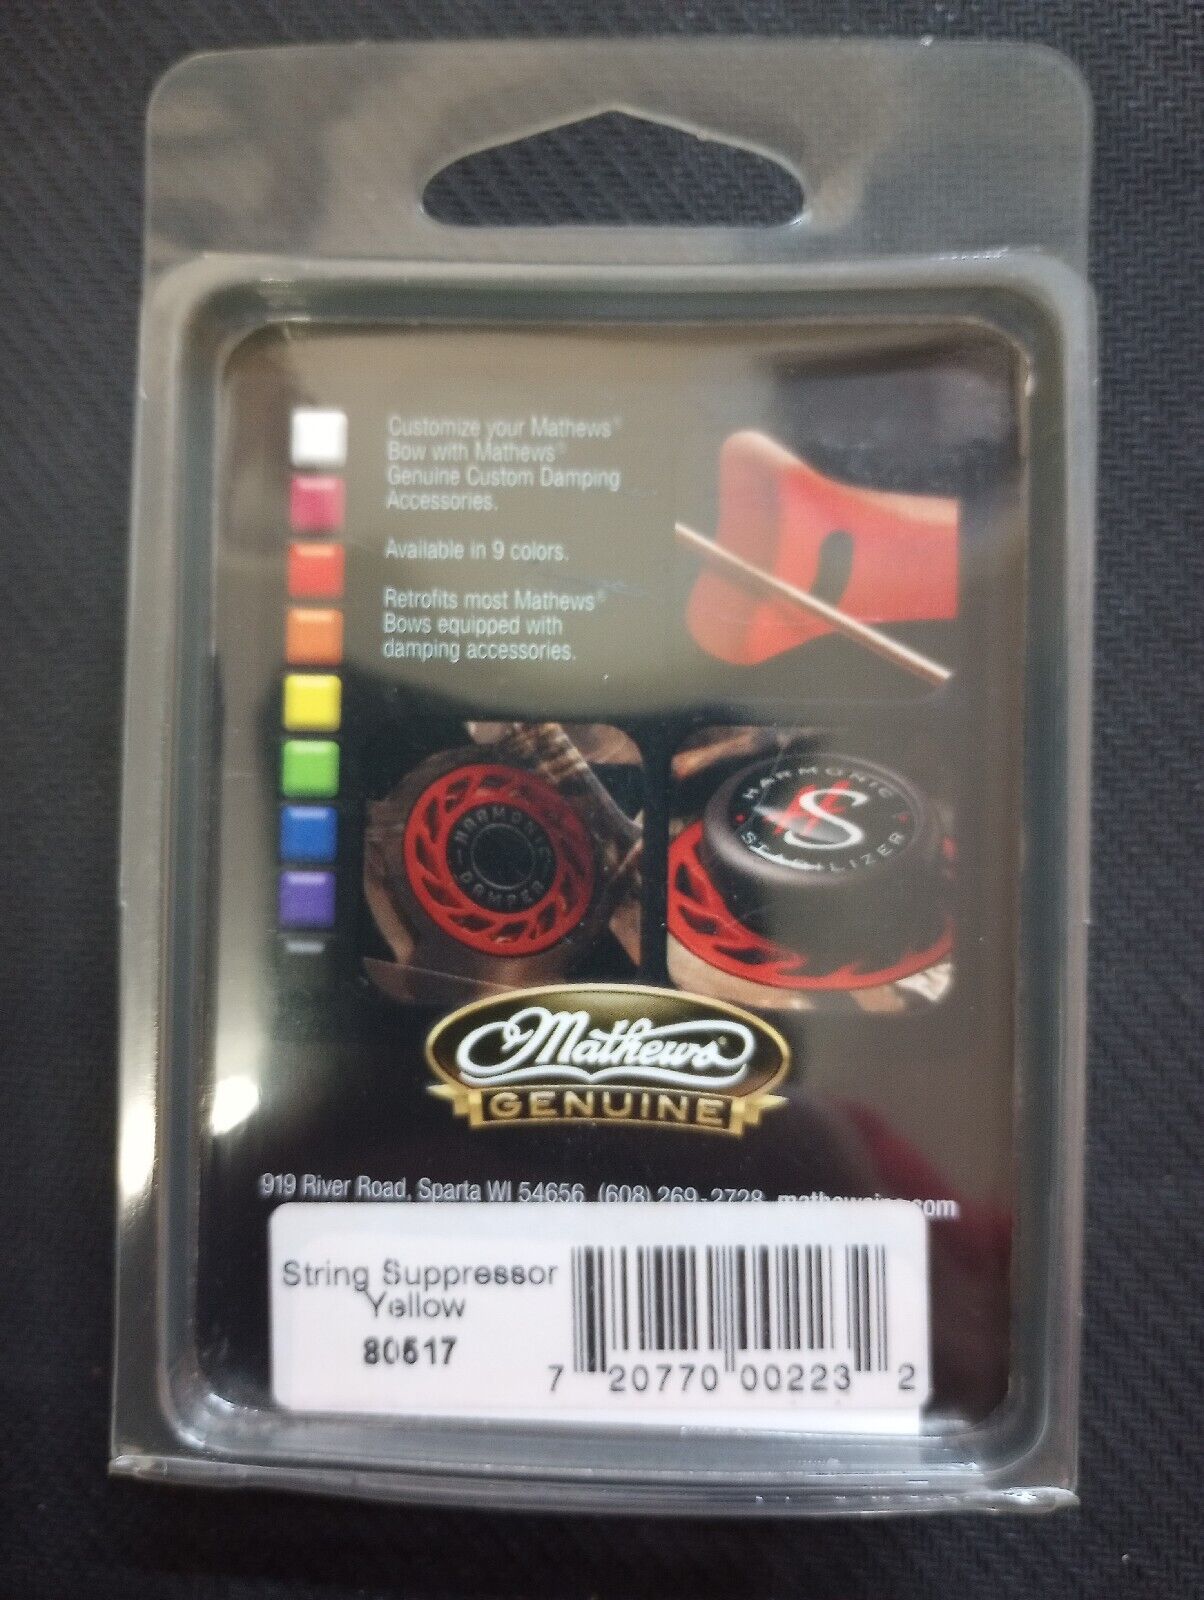 Customize your Mathews®
Bow with Mathews®
Genuine Custom Damping
Accessories.
Available in 9 colors.
Retrofits most Mathews®
Bows equipped with
damping accessories.
HARMONIC
DAMPER
HARMONIC
S
STABILIZER
Mathews®
GENUINE
919 River Road, Sparta WI 54656 (608) 269-2728 mathewsinc.com
String Suppressor
Yellow
80517
7 20770 00223 2